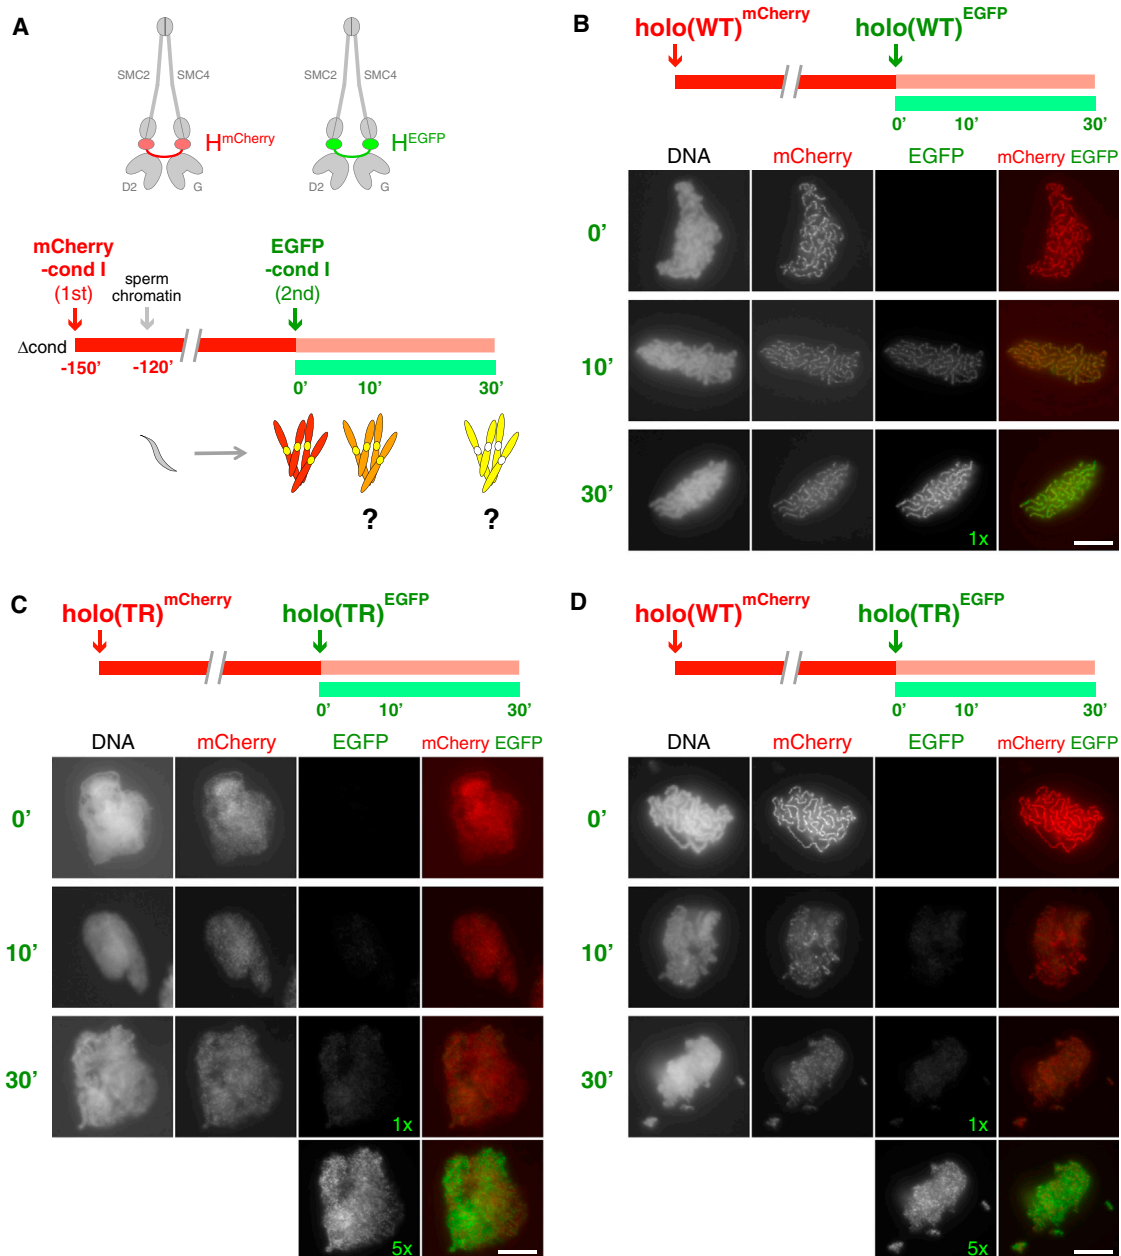 A
SMC2 SMC4
SMC2 SMC4
H^mCherry
H^EGFP
D2 G
D2 G
mCherry
-cond I
(1st)
sperm
chromatin
EGFP
-cond I
(2nd)
Δcond
-150’ -120’
0’ 10’ 30’
? ?
B
holo(WT)^mCherry holo(WT)^EGFP
0’ 10’ 30’
DNA mCherry EGFP mCherry EGFP
0’
10’
30’
1x
C
holo(TR)^mCherry holo(TR)^EGFP
0’ 10’ 30’
DNA mCherry EGFP mCherry EGFP
0’
10’
30’
1x
5x
D
holo(WT)^mCherry holo(TR)^EGFP
0’ 10’ 30’
DNA mCherry EGFP mCherry EGFP
0’
10’
30’
1x
5x